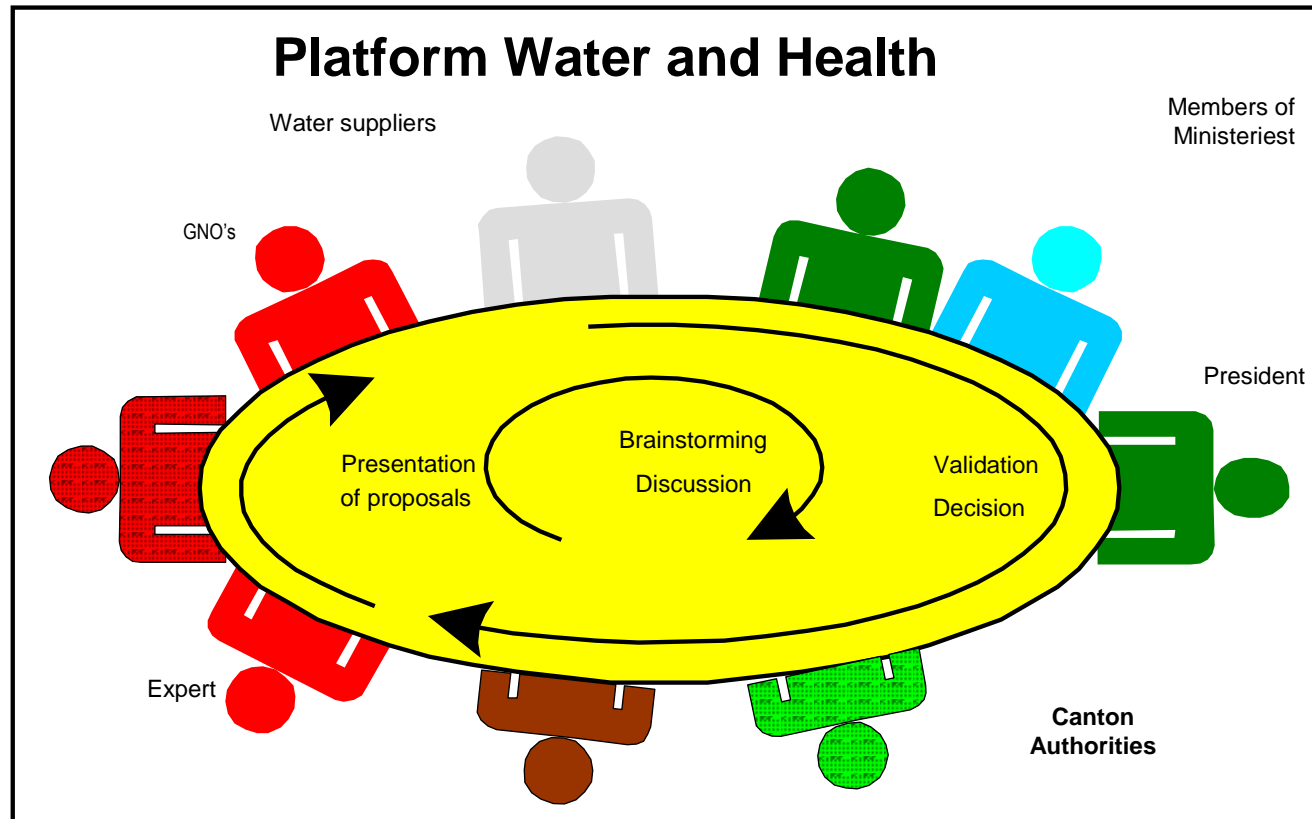 Platform Water and Health
Water suppliers
Members of
Ministeriest
GNO's
President
Presentation
of proposals
Brainstorming
Discussion
Validation
Decision
Expert
Canton
Authorities